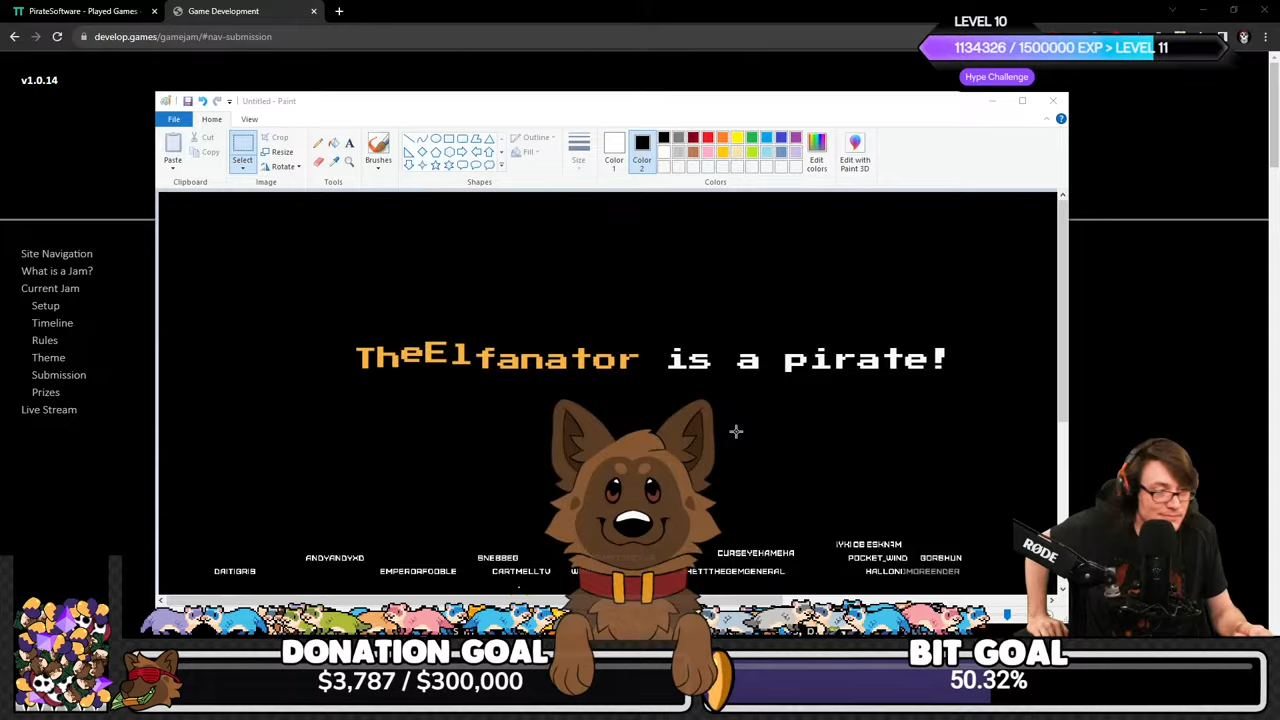 PirateSoftware - Played Games -
Game Development
develop.games/gamejam/#nav-submission
LEVEL 10
1134326 / 1500000 EXP > LEVEL 11
Hype Challenge
v1.0.14
Untitled - Paint
File Home View
Paste
Cut
Copy
Clipboard
Select
Crop
Resize
Rotate
Image
Tools
Brushes
Outline
Fill
Shapes
Size
Color 1
Color 2
Edit colors
Edit with Paint 3D
Colors
Site Navigation
What is a Jam?
Current Jam
Setup
Timeline
Rules
Theme
Submission
Prizes
Live Stream
TheElfanator is a pirate!
ANDYANDYXD
SNEBBEG
CURSEYEHAMEHA
POCKET_WIND
GORBHUN
DAITIGRIS
EMPERORFOOBLE
CARTMELLTV
RØDE
DONATION GOAL
$3,787 / $300,000
BIT GOAL
50.32%